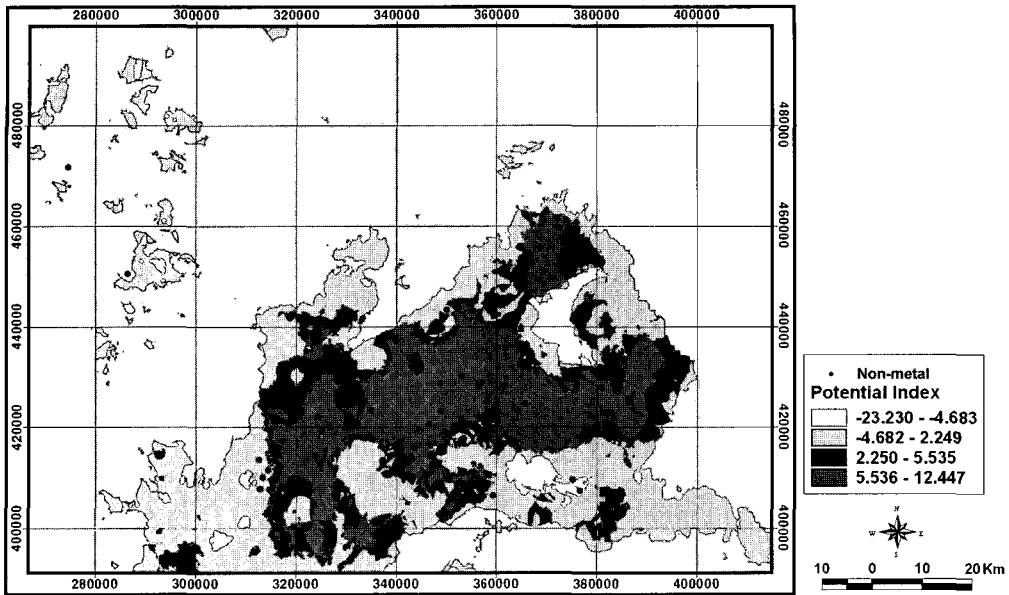 280000 300000 320000 340000 360000 380000 400000
480000 480000
460000 460000
440000 440000
420000 420000
400000 400000
280000 300000 320000 340000 360000 380000 400000
Non-metal
Potential Index
-23.230 - -4.683
-4.682 - 2.249
2.250 - 5.535
5.536 - 12.447
N
W E
S
10 0 10 20 Km